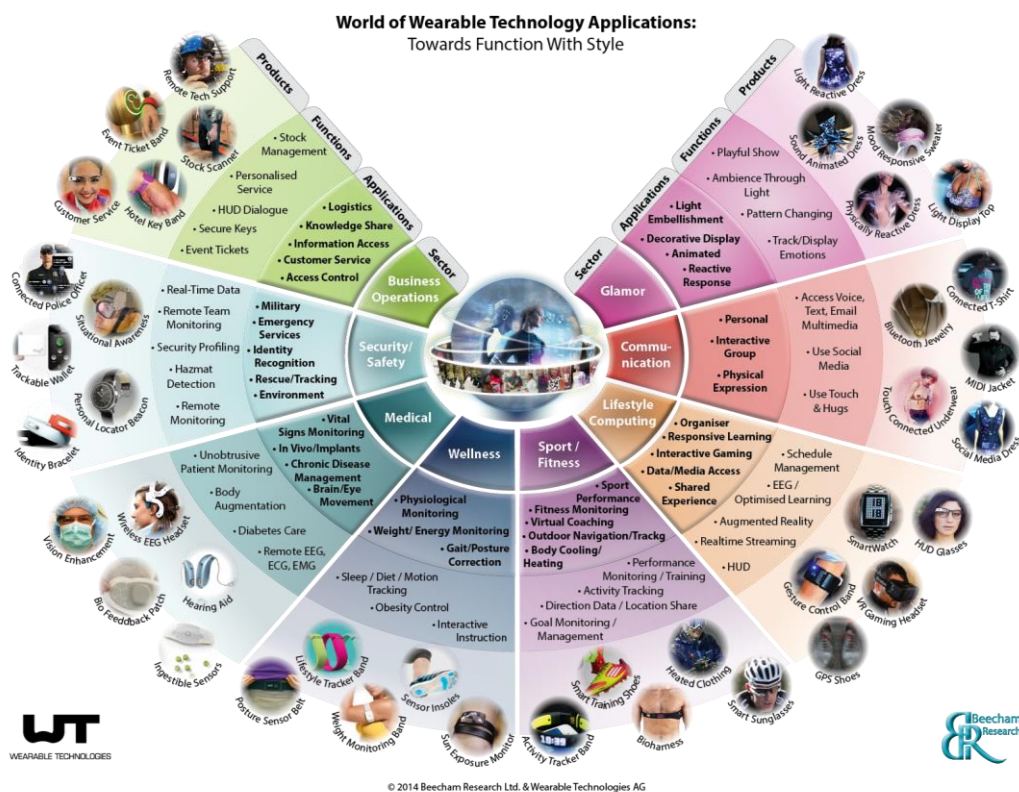 World of Wearable Technology Applications:
Towards Function With Style
Products
Functions
Applications
Sector
Business
Operations
• Logistics
• Knowledge Share
• Information Access
• Customer Service
• Access Control
• Stock
Management
• Personalised
Service
• HUD Dialogue
• Secure Keys
• Event Tickets
Remote Tech Support
Event Ticket Band
Stock Scanner
Customer Service
Hotel Key Band
Security/
Safety
• Military
• Emergency
Services
• Identity
Recognition
• Rescue/Tracking
• Environment
• Real-Time Data
• Remote Team
Monitoring
• Security Profiling
• Hazmat
Detection
• Remote
Monitoring
Connected Police Officer
Situational Awareness
Trackable Wallet
Personal Locator Beacon
Identity Bracelet
Medical
• Vital
Signs Monitoring
• In Vivo/Implants
• Chronic Disease
Management
• Brain/Eye
Movement
• Unobtrusive
Patient Monitoring
• Body
Augmentation
• Diabetes Care
• Remote EEG,
ECG, EMG
Wireless EEG Headset
Vision Enhancement
Hearing Aid
Bio Feeddback Patch
Ingestible Sensors
Wellness
• Physiological
Monitoring
• Weight/ Energy Monitoring
• Gait/Posture
Correction
• Sleep / Diet / Motion
Tracking
• Obesity Control
• Interactive
Instruction
Lifestyle Tracker Band
Posture Sensor Belt
Sensor Insoles
Weight Monitoring Band
Sun Exposure Monitor
Sport /
Fitness
• Sport
Performance
• Fitness Monitoring
• Virtual Coaching
• Outdoor Navigation/Trackg
• Body Cooling/
Heating
• Performance
Monitoring / Training
• Activity Tracking
• Direction Data / Location Share
• Goal Monitoring /
Management
Smart Training Shoes
Heated Clothing
Smart Sunglasses
Bioharness
Activity Tracker Band
Lifestyle
Computing
• Organiser
• Responsive Learning
• Interactive Gaming
• Data/Media Access
• Shared
Experience
• Schedule
Management
• EEG /
Optimised Learning
• Augmented Reality
• Realtime Streaming
• HUD
SmartWatch
HUD Glasses
Gesture Control Band
VR Gaming Headset
GPS Shoes
Commu-
nication
• Personal
• Interactive
Group
• Physical
Expression
• Access Voice,
Text, Email
Multimedia
• Use Social
Media
• Use Touch
& Hugs
Connected T-Shirt
Bluetooth Jewelry
MIDI Jacket
Touch Connected Underwear
Social Media Dress
Products
Functions
Applications
Sector
Glamor
• Light
Embellishment
• Decorative Display
• Animated
• Reactive
Response
• Playful Show
• Ambience Through
Light
• Pattern Changing
• Track/Display
Emotions
Light Reactive Dress
Sound Animated Dress
Mood Responsive Sweater
Physically Reactive Dress
Light Display Top
WT
WEARABLE TECHNOLOGIES
Beecham
Research
© 2014 Beecham Research Ltd. & Wearable Technologies AG